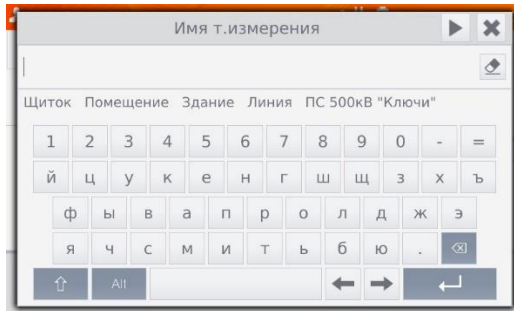 Имя т.измерения
Щиток Помещение Здание Линия ПС 500кВ "Ключи"
1 2 3 4 5 6 7 8 9 0 - =
й ц у к е н г ш щ з х ъ
ф ы в а п р о л д ж э
я ч с м и т ь б ю .
Alt